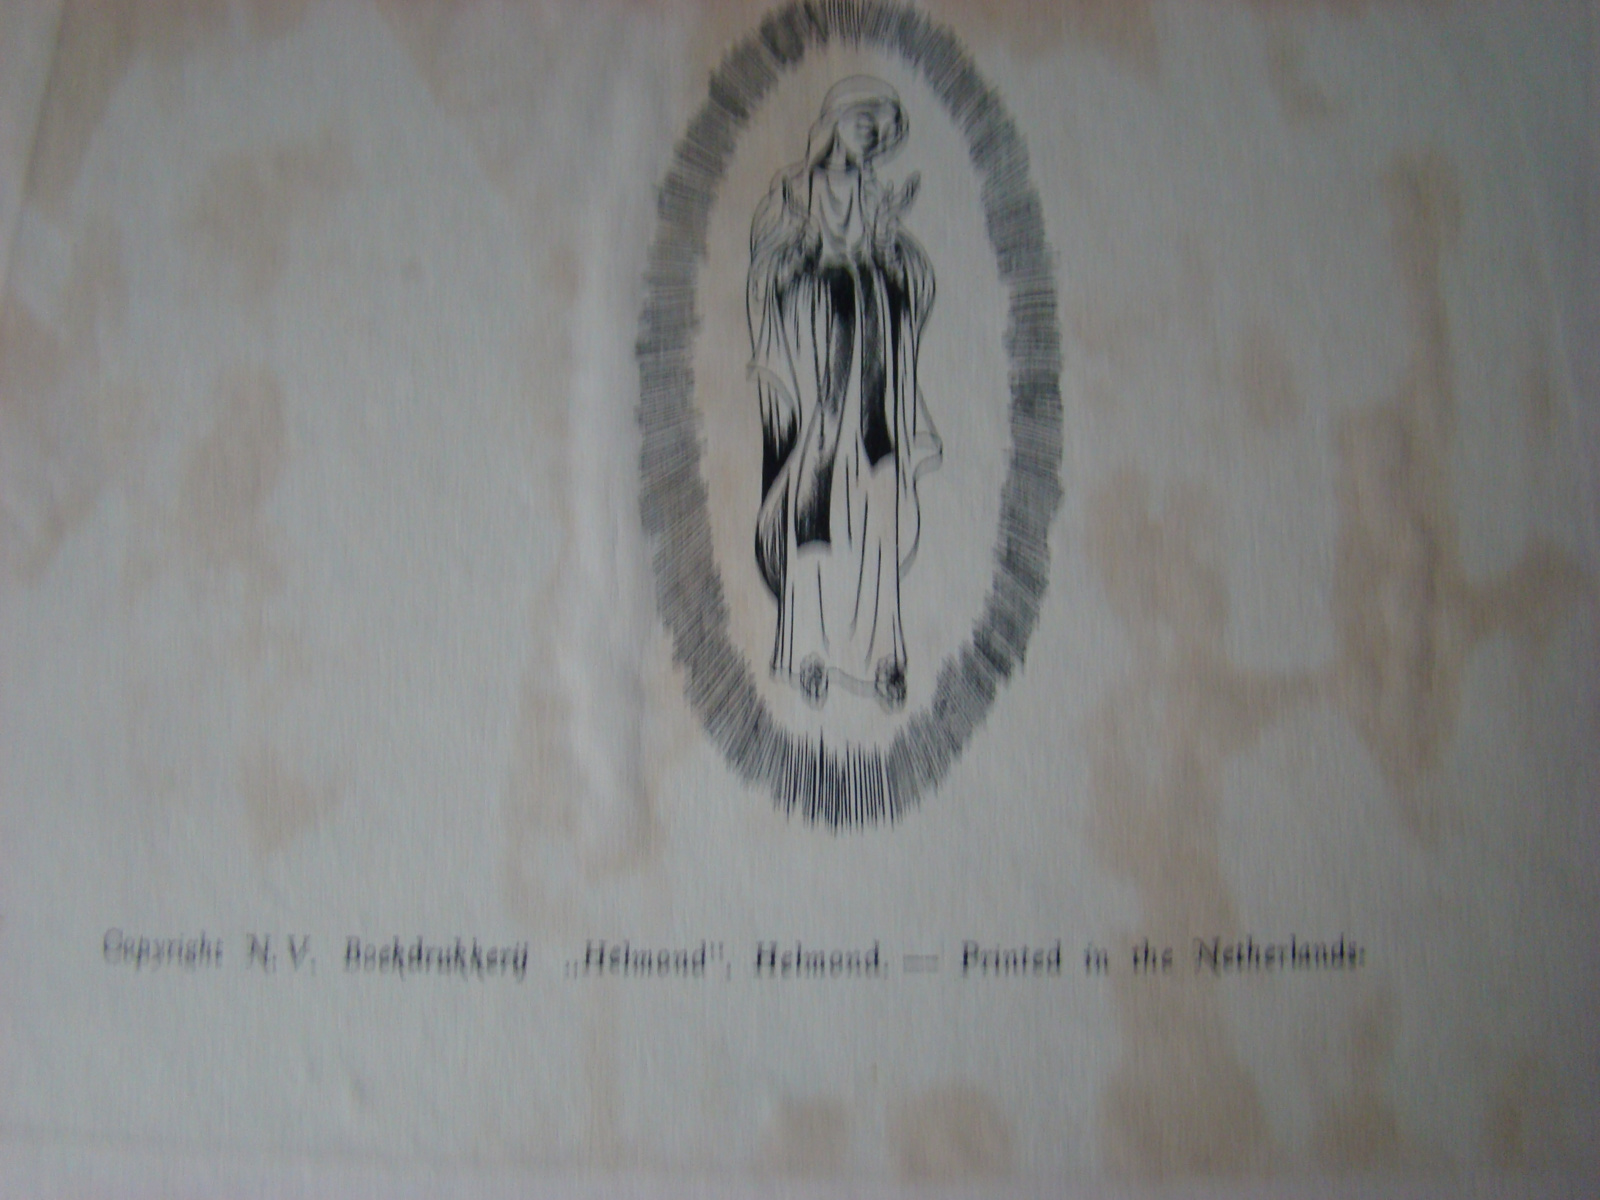 Copyright N. V. Boekdrukkerij „Helmond", Helmond. — Printed in the Netherlands.